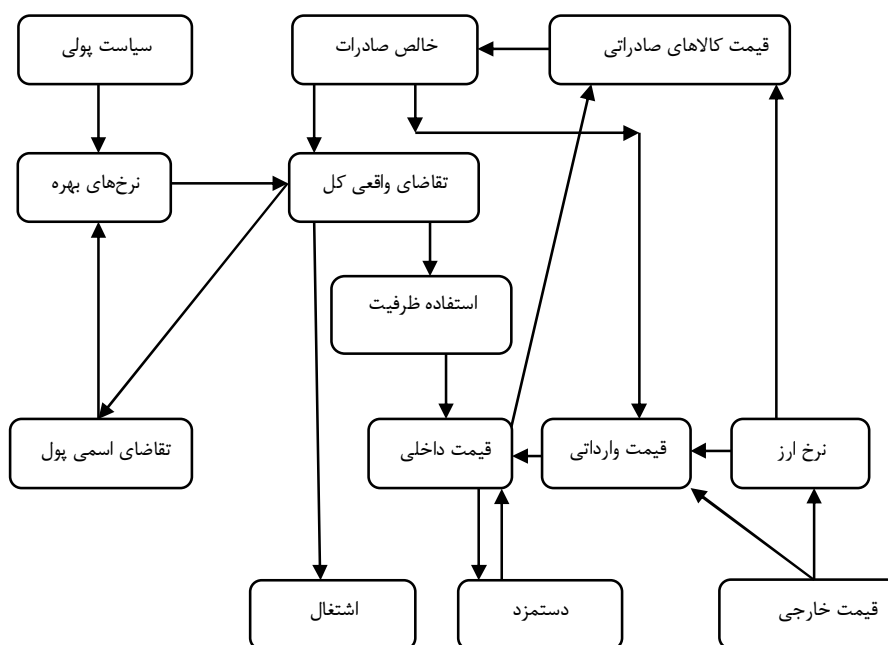 قیمت کالاهای صادراتی
خالص صادرات
سیاست پولی
تقاضای واقعی کل
نرخ‌های بهره
استفاده ظرفیت
نرخ ارز
قیمت وارداتی
قیمت داخلی
تقاضای اسمی پول
قیمت خارجی
دستمزد
اشتغال